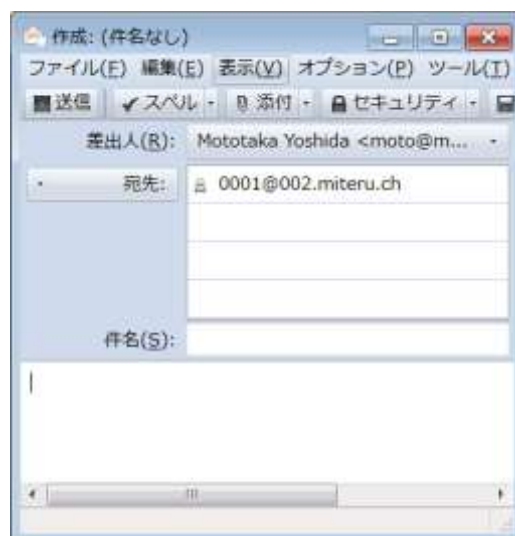 作成: (件名なし)
ファイル(F) 編集(E) 表示(V) オプション(P) ツール(T)
送信 スペル 添付 セキュリティ
差出人(R): Mototaka Yoshida <moto@m...
宛先: 0001@002.miteru.ch
件名(S):